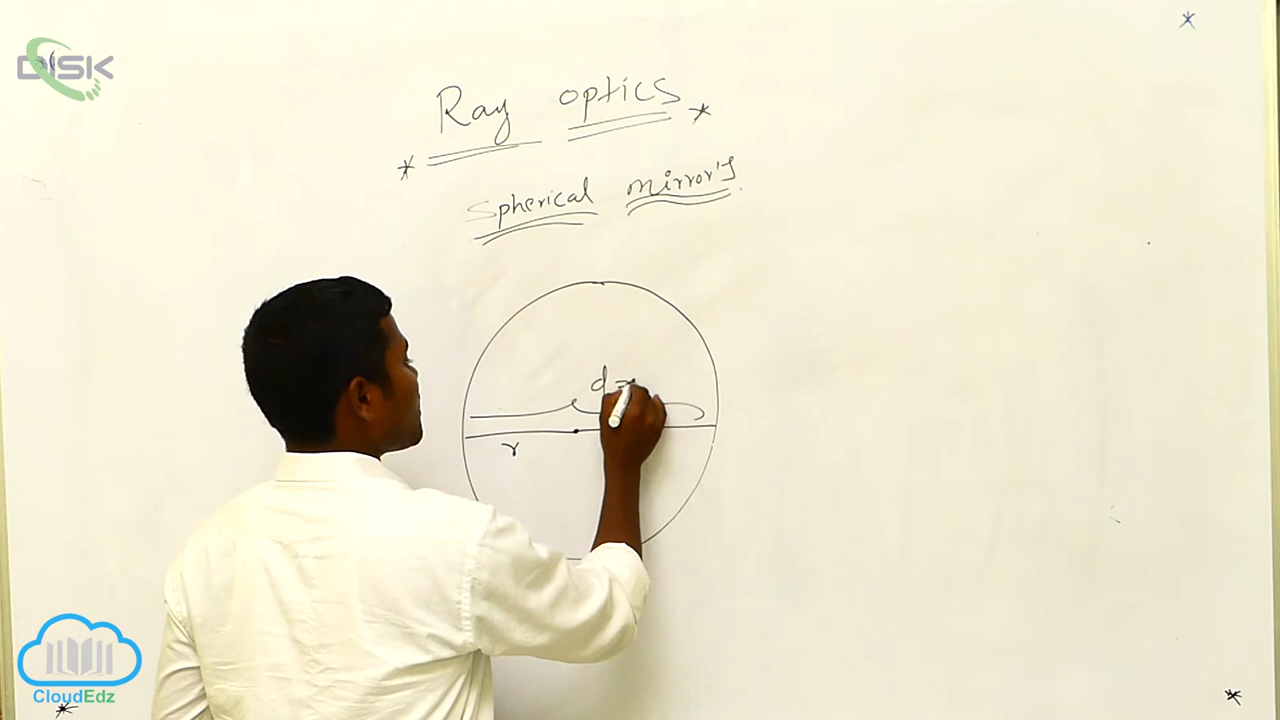 DISK
Ray optics
Spherical mirror's
d =
r
CloudEdz